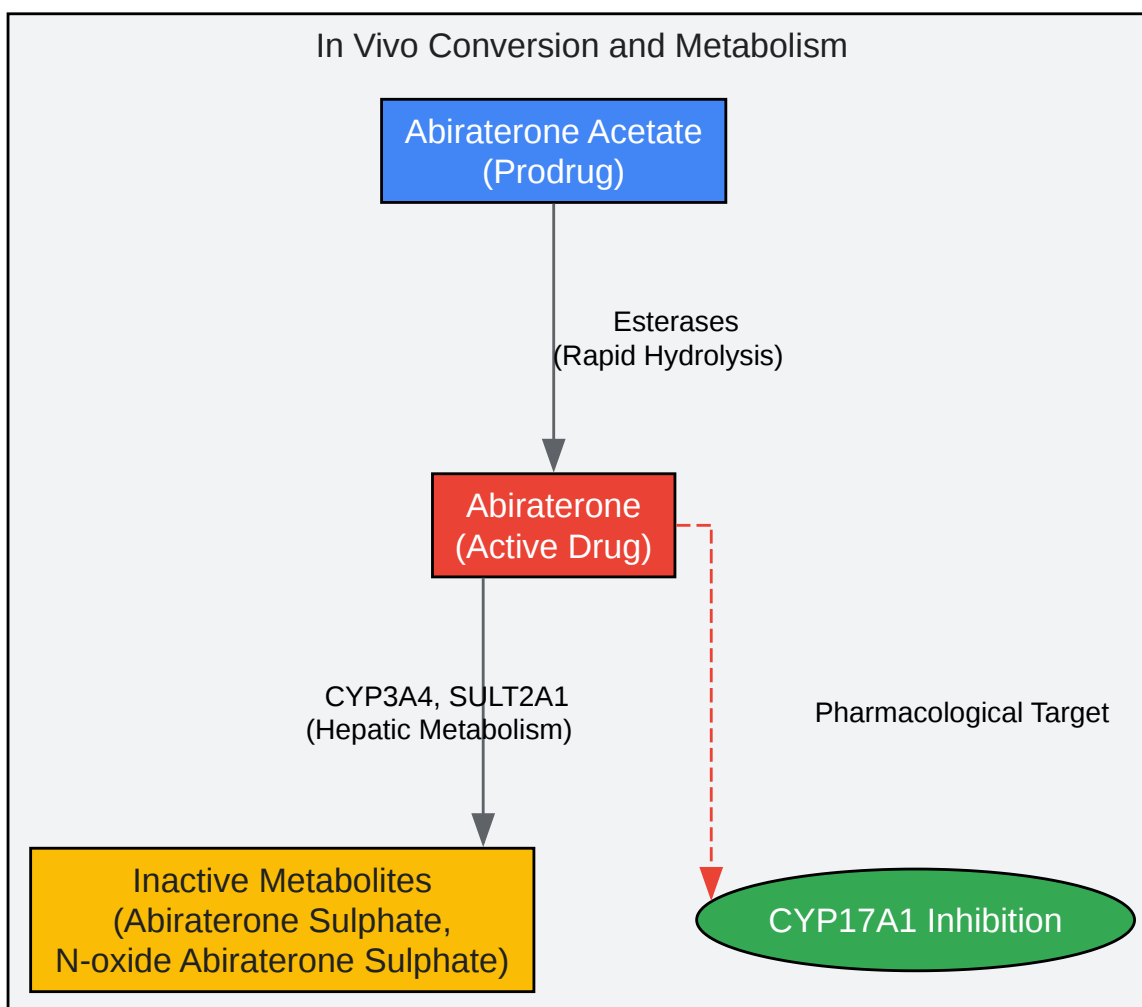 In Vivo Conversion and Metabolism
Abiraterone Acetate
(Prodrug)
Esterases
(Rapid Hydrolysis)
Abiraterone
(Active Drug)
CYP3A4, SULT2A1
(Hepatic Metabolism)
Pharmacological Target
Inactive Metabolites
(Abiraterone Sulphate,
N-oxide Abiraterone Sulphate)
CYP17A1 Inhibition